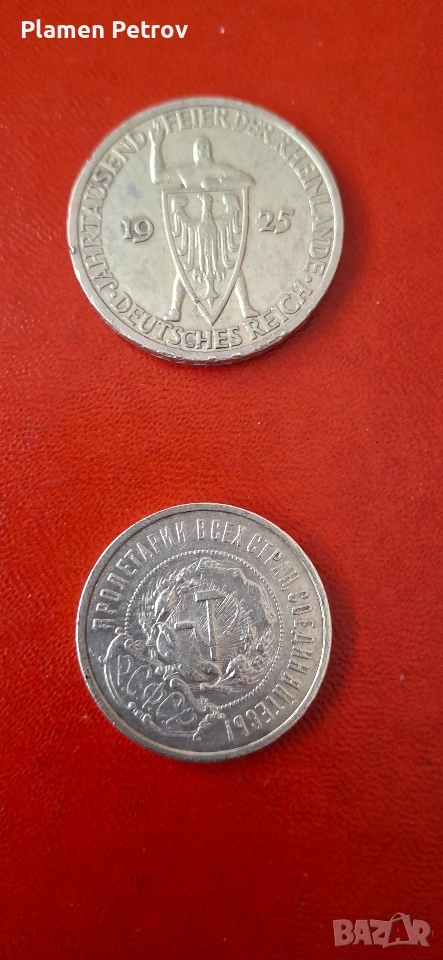 Plamen Petrov
JAHRTAUSENDFEIER DER RHEINLANDE
19 25
·DEUTSCHES REICH·
ПРОЛЕТАРИИ ВСЕХ СТРАН, СОЕДИНЯЙТЕСЬ!
РСФСР
BAZAR